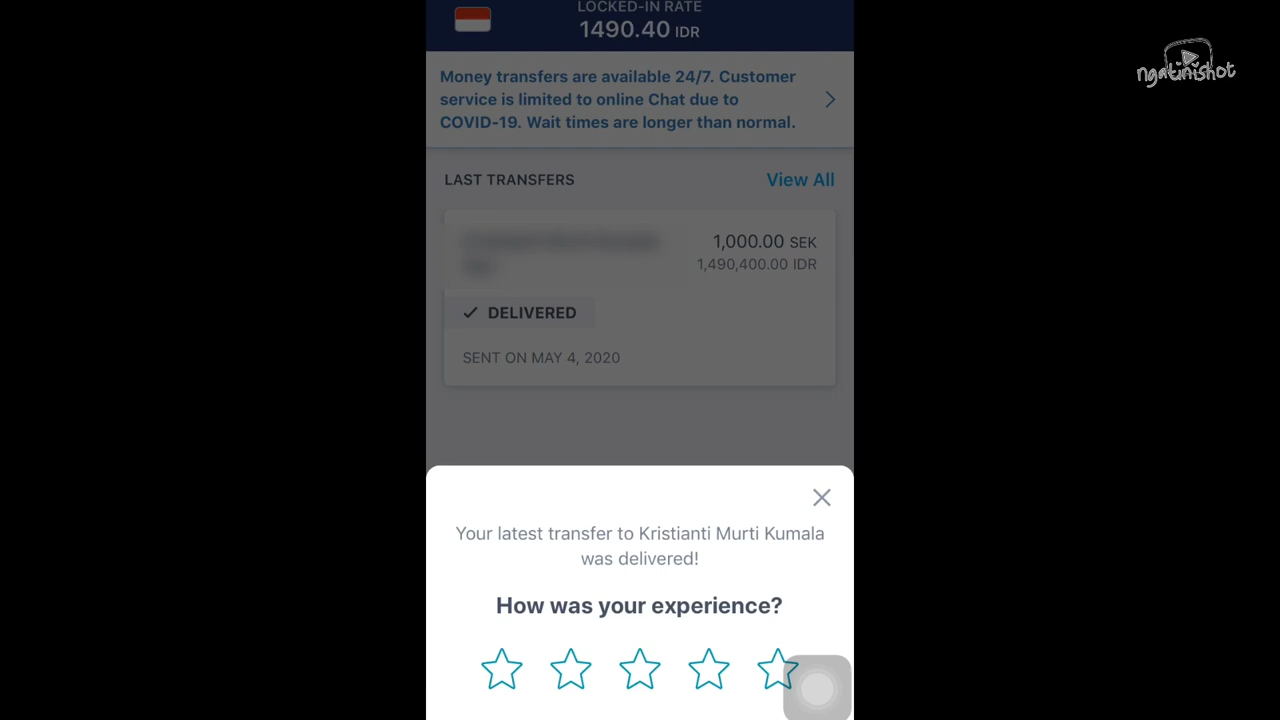 LOCKED-IN RATE
1490.40 IDR
ngatinishot
Money transfers are available 24/7. Customer
service is limited to online Chat due to
COVID-19. Wait times are longer than normal.
LAST TRANSFERS
View All
1,000.00 SEK
1,490,400.00 IDR
DELIVERED
SENT ON MAY 4, 2020
Your latest transfer to Kristianti Murti Kumala
was delivered!
How was your experience?